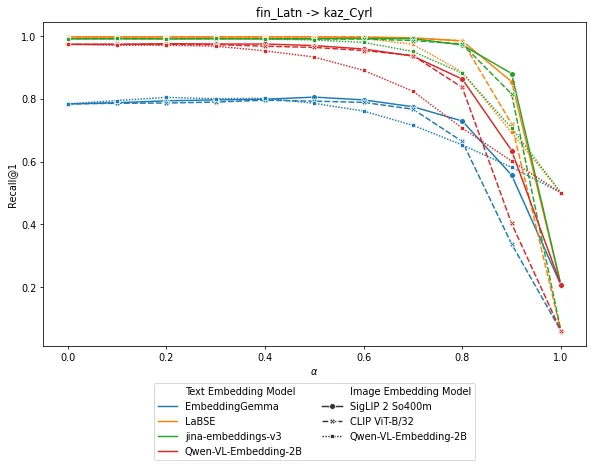 fin_Latn -> kaz_Cyrl
Recall@1
1.0
0.8
0.6
0.4
0.2
0.0 0.2 0.4 0.6 0.8 1.0
α
Text Embedding Model Image Embedding Model
EmbeddingGemma SigLIP 2 So400m
LaBSE CLIP ViT-B/32
jina-embeddings-v3 Qwen-VL-Embedding-2B
Qwen-VL-Embedding-2B